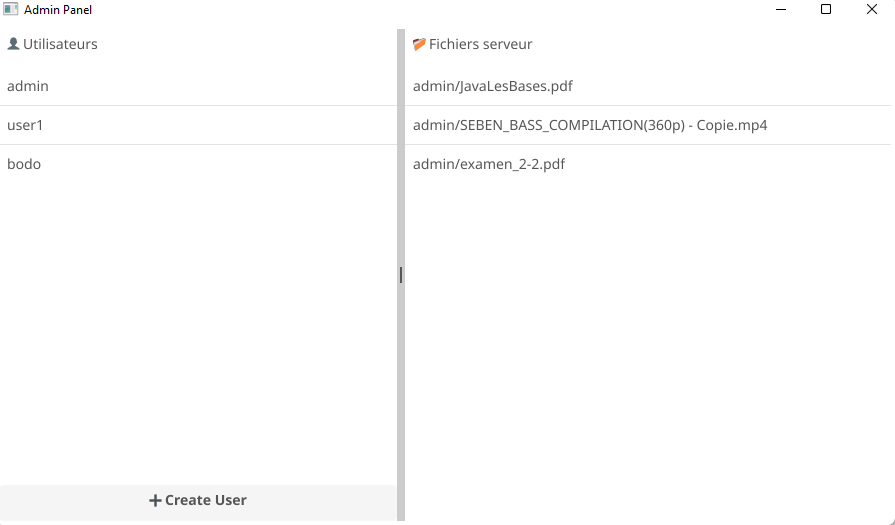 Admin Panel
Utilisateurs
admin
user1
bodo
Create User
Fichiers serveur
admin/JavaLesBases.pdf
admin/SEBEN_BASS_COMPILATION(360p) - Copie.mp4
admin/examen_2-2.pdf